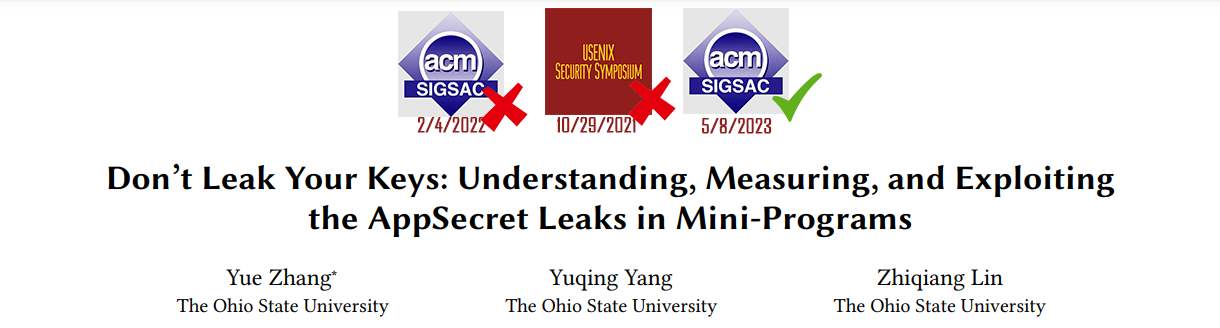 acm
SIGSAC
2/4/2022
USENIX
SECURITY SYMPOSIUM
10/29/2021
acm
SIGSAC
5/8/2023
Don’t Leak Your Keys: Understanding, Measuring, and Exploiting
the AppSecret Leaks in Mini-Programs
Yue Zhang* Yuqing Yang Zhiqiang Lin
The Ohio State University The Ohio State University The Ohio State University